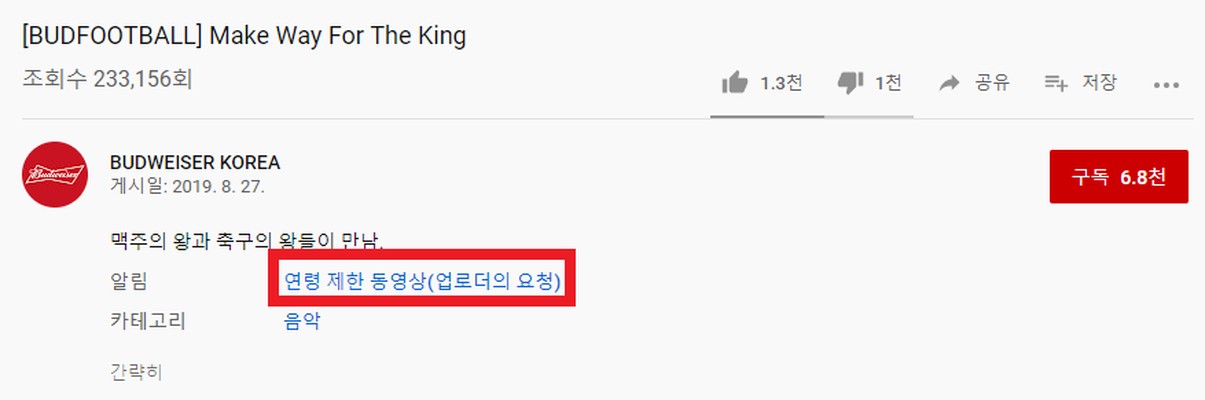 [BUDFOOTBALL] Make Way For The King
조회수 233,156회
1.3천 1천 공유 저장
Budweiser
BUDWEISER KOREA
게시일: 2019. 8. 27.
구독 6.8천
맥주의 왕과 축구의 왕들이 만남.
알림 연령 제한 동영상(업로더의 요청)
카테고리 음악
간략히